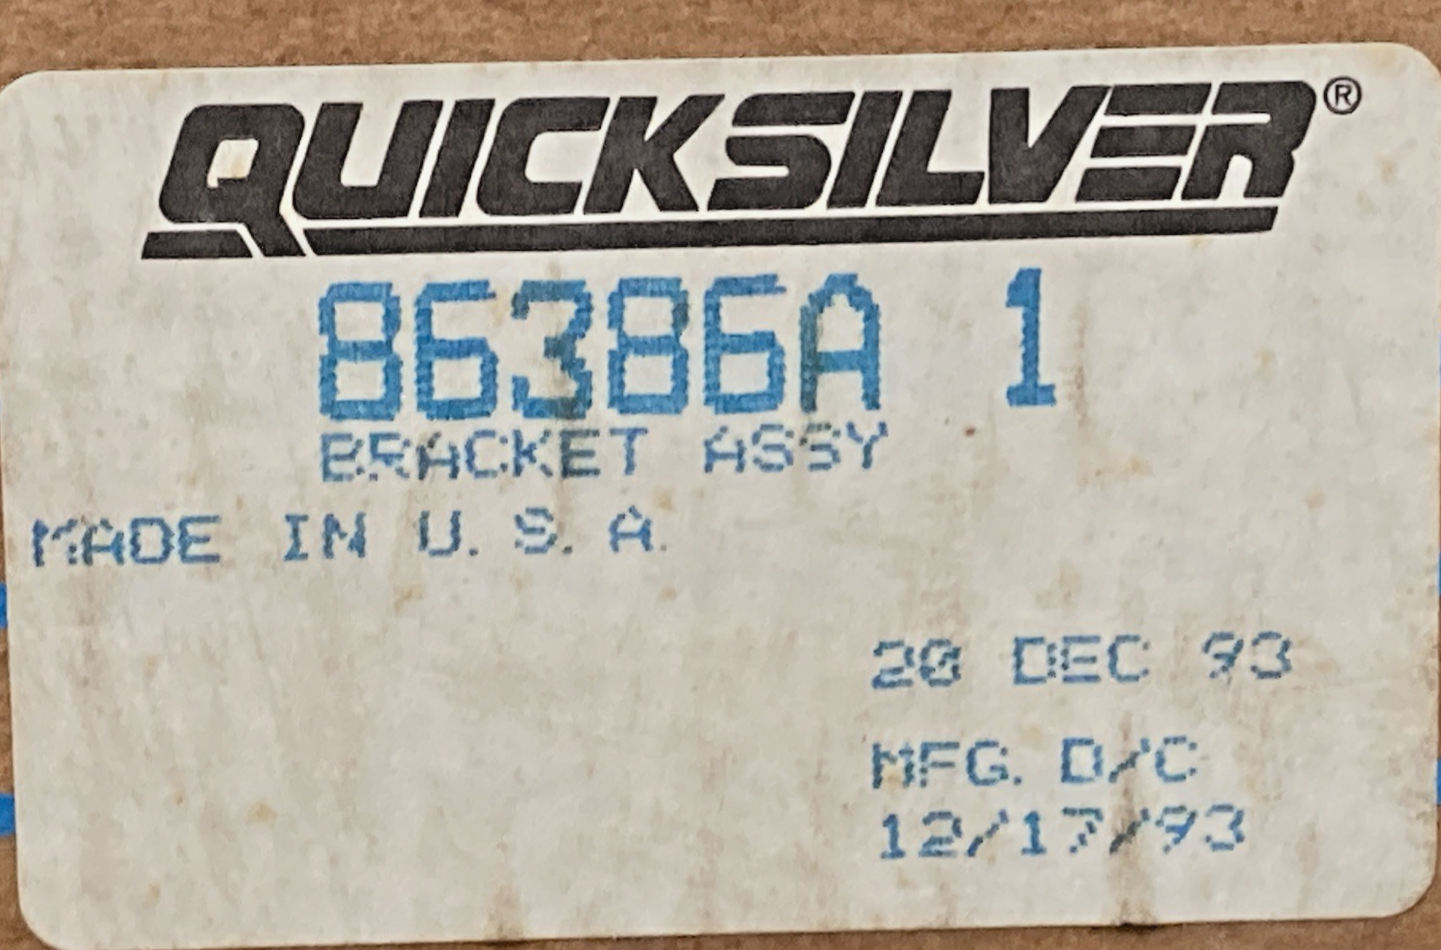 QUICKSILVER®
86386A 1
BRACKET ASSY
MADE IN U.S.A.
20 DEC 93
MFG. D/C
12/17/93